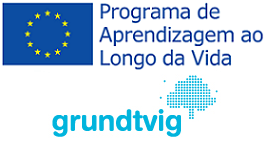 Programa de
Aprendizagem ao
Longo da Vida
grundtvig